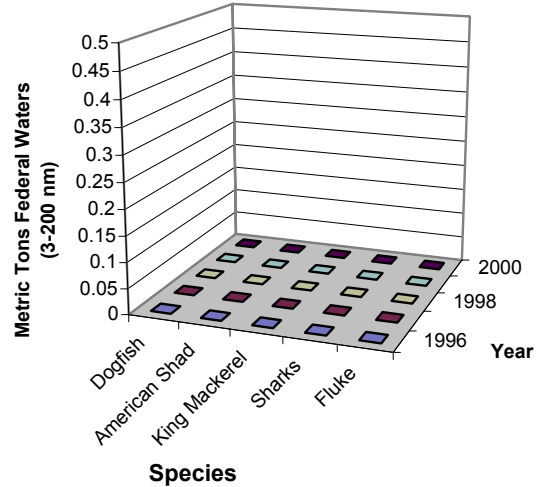 Metric Tons Federal Waters
(3-200 nm)
0.5
0.45
0.4
0.35
0.3
0.25
0.2
0.15
0.1
0.05
0
Dogfish
American Shad
King Mackerel
Sharks
Fluke
Species
2000
1998
1996
Year